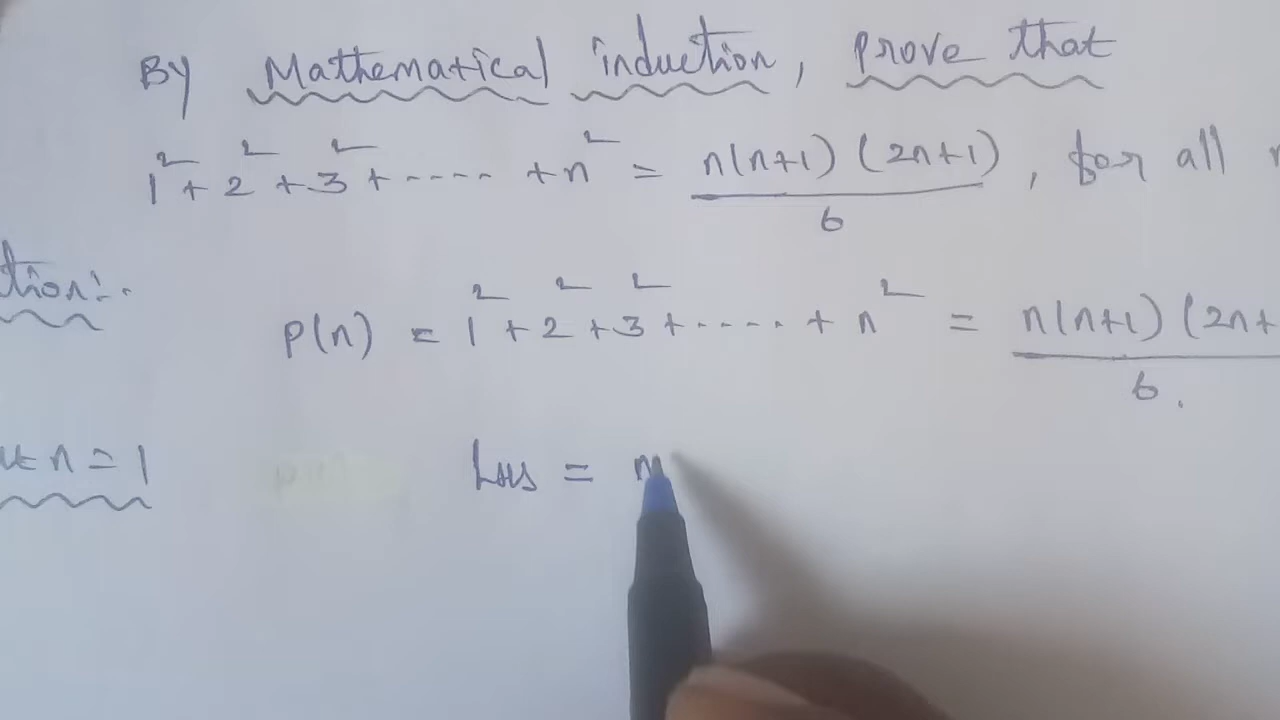 By Mathematical induction, prove that
1² + 2² + 3² + ..... + n² = n(n+1) (2n+1) / 6 , for all
tion:-
P(n) = 1² + 2² + 3² + ..... + n² = n(n+1) (2n+ / 6.
n = 1 LHS = n